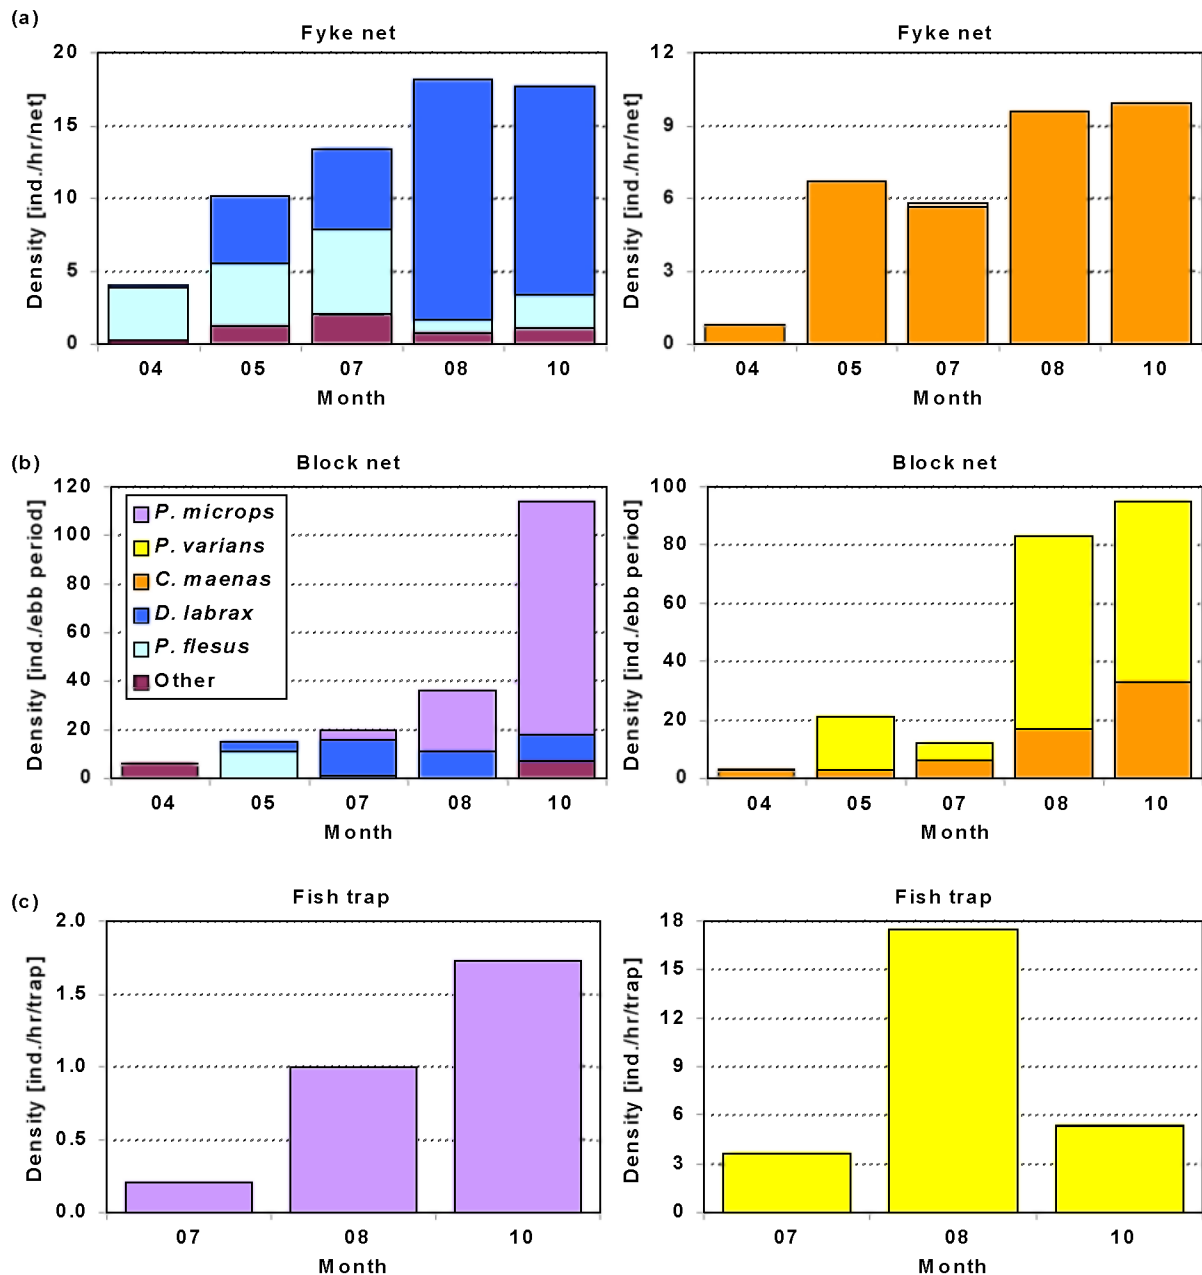 (a)
Fyke net
Fyke net
Density [ind./hr/net]
20
15
10
5
0
04 05 07 08 10
Month
Density [ind./hr/net]
12
9
6
3
0
04 05 07 08 10
Month
(b)
Block net
Block net
Density [ind./ebb period]
120
100
80
60
40
20
0
P. microps
P. varians
C. maenas
D. labrax
P. flesus
Other
04 05 07 08 10
Month
Density [ind./ebb period]
100
80
60
40
20
0
04 05 07 08 10
Month
(c)
Fish trap
Fish trap
Density [ind./hr/trap]
2.0
1.5
1.0
0.5
0.0
07 08 10
Month
Density [ind./hr/trap]
18
15
12
9
6
3
0
07 08 10
Month